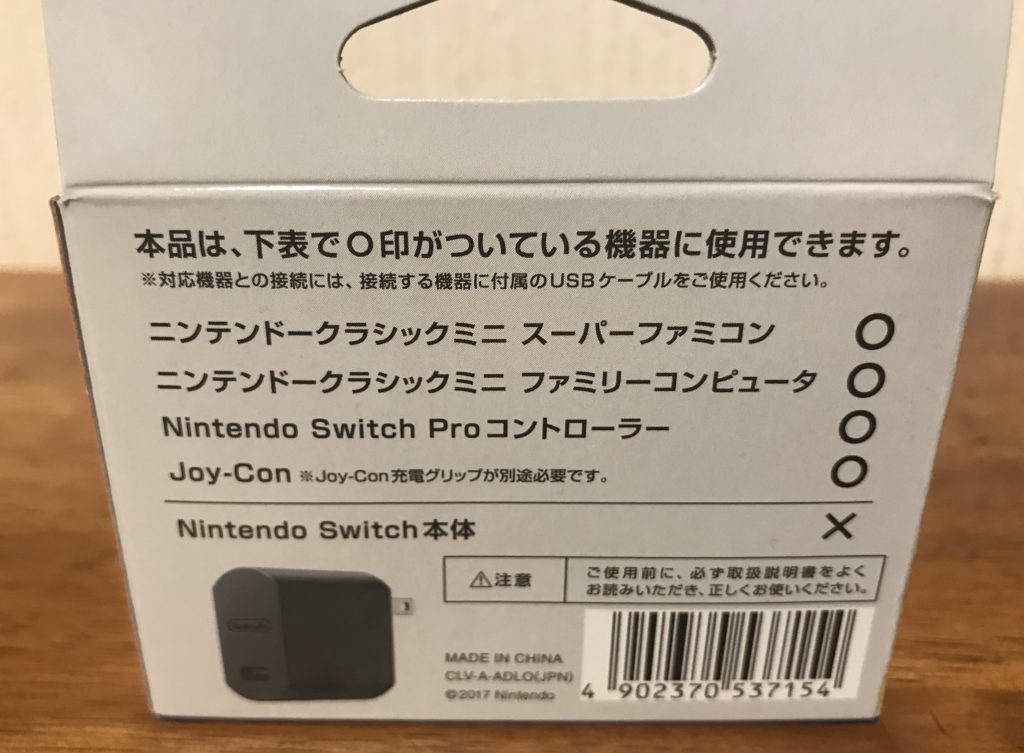 本品は、下表で○印がついている機器に使用できます。
※対応機器との接続には、接続する機器に付属のUSBケーブルをご使用ください。
ニンテンドークラシックミニ スーパーファミコン ○
ニンテンドークラシックミニ ファミリーコンピュータ ○
Nintendo Switch Proコントローラー ○
Joy-Con ※Joy-Con充電グリップが別途必要です。 ○
Nintendo Switch本体 ×
⚠注意
ご使用前に、必ず取扱説明書をよく
お読みいただき、正しくお使いください。
Nintendo
MADE IN CHINA
CLV-A-ADLO(JPN)
©2017 Nintendo
4 902370 537154